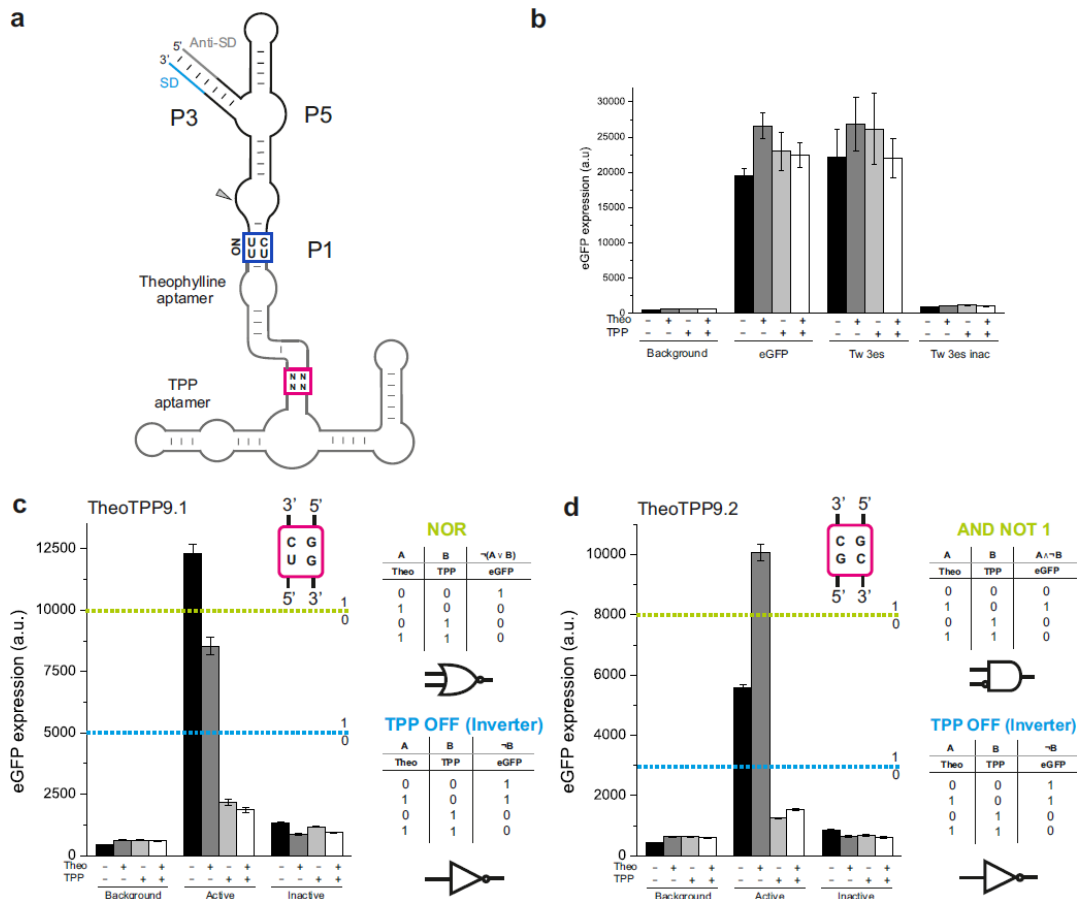 a
5'
Anti-SD
3'
SD
P3
P5
NO
U C
U U
P1
Theophylline
aptamer
N N
N N
TPP
aptamer
b
eGFP expression (a.u)
30000
25000
20000
15000
10000
5000
0
Theo – + – + – + – + – + – + – + – +
TPP – – + + – – + + – – + + – – + +
Background eGFP Tw 3es Tw 3es inac
c
TheoTPP9.1
3' 5'
C G
U G
5' 3'
eGFP expression (a.u.)
12500
10000
7500
5000
2500
0
1
0
1
0
Theo – + – + – + – + – + – +
TPP – – + + – – + + – – + +
Background Active Inactive
NOR
A B ¬(A ∨ B)
Theo TPP eGFP
0 0 1
1 0 0
0 1 0
1 1 0
TPP OFF (Inverter)
A B ¬B
Theo TPP eGFP
0 0 1
1 0 1
0 1 0
1 1 0
d
TheoTPP9.2
3' 5'
C G
G C
5' 3'
eGFP expression (a.u.)
10000
8000
6000
4000
2000
0
1
0
1
0
Theo – + – + – + – + – + – +
TPP – – + + – – + + – – + +
Background Active Inactive
AND NOT 1
A B A∧¬B
Theo TPP eGFP
0 0 0
1 0 1
0 1 0
1 1 0
TPP OFF (Inverter)
A B ¬B
Theo TPP eGFP
0 0 1
1 0 1
0 1 0
1 1 0